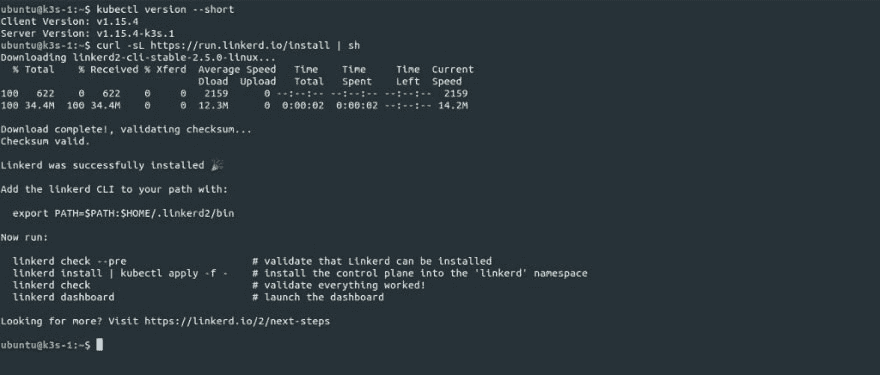 ubuntu@k3s-1:~$ kubectl version --short
Client Version: v1.15.4
Server Version: v1.15.4-k3s.1
ubuntu@k3s-1:~$ curl -sL https://run.linkerd.io/install | sh
Downloading linkerd2-cli-stable-2.5.0-linux...
  % Total    % Received % Xferd  Average Speed   Time    Time     Time  Current
                                 Dload  Upload   Total   Spent    Left  Speed
100   622    0   622    0     0   2159      0 --:--:-- --:--:-- --:--:--  2159
100 34.4M  100 34.4M    0     0  12.3M      0  0:00:02  0:00:02 --:--:-- 14.2M
Download complete!, validating checksum...
Checksum valid.
Linkerd was successfully installed 🎉
Add the linkerd CLI to your path with:
  export PATH=$PATH:$HOME/.linkerd2/bin
Now run:
  linkerd check --pre                     # validate that Linkerd can be installed
  linkerd install | kubectl apply -f -    # install the control plane into the 'linkerd' namespace
  linkerd check                           # validate everything worked!
  linkerd dashboard                       # launch the dashboard
Looking for more? Visit https://linkerd.io/2/next-steps
ubuntu@k3s-1:~$